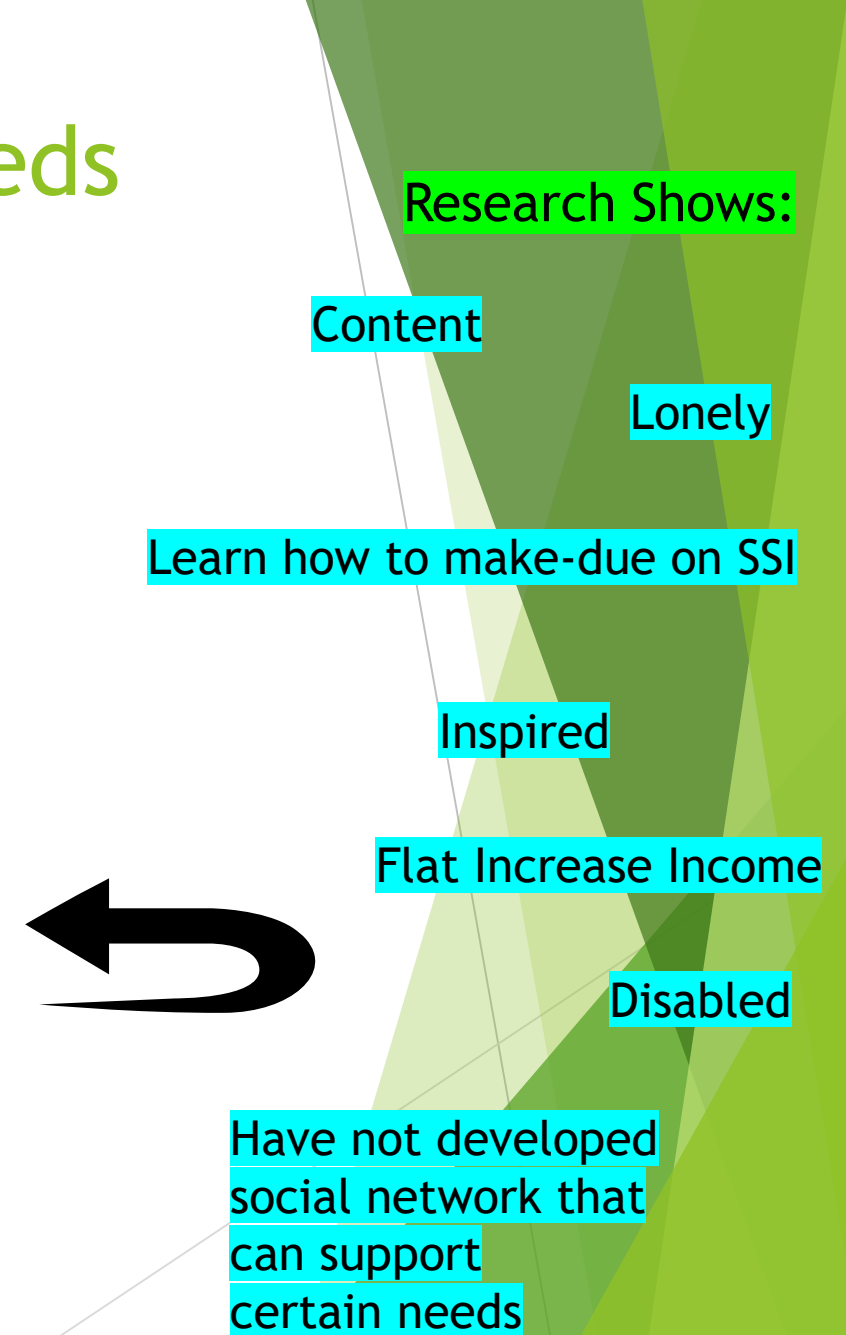 eds
Research Shows:
Content
Lonely
Learn how to make-due on SSI
Inspired
Flat Increase Income
Disabled
Have not developed
social network that
can support
certain needs